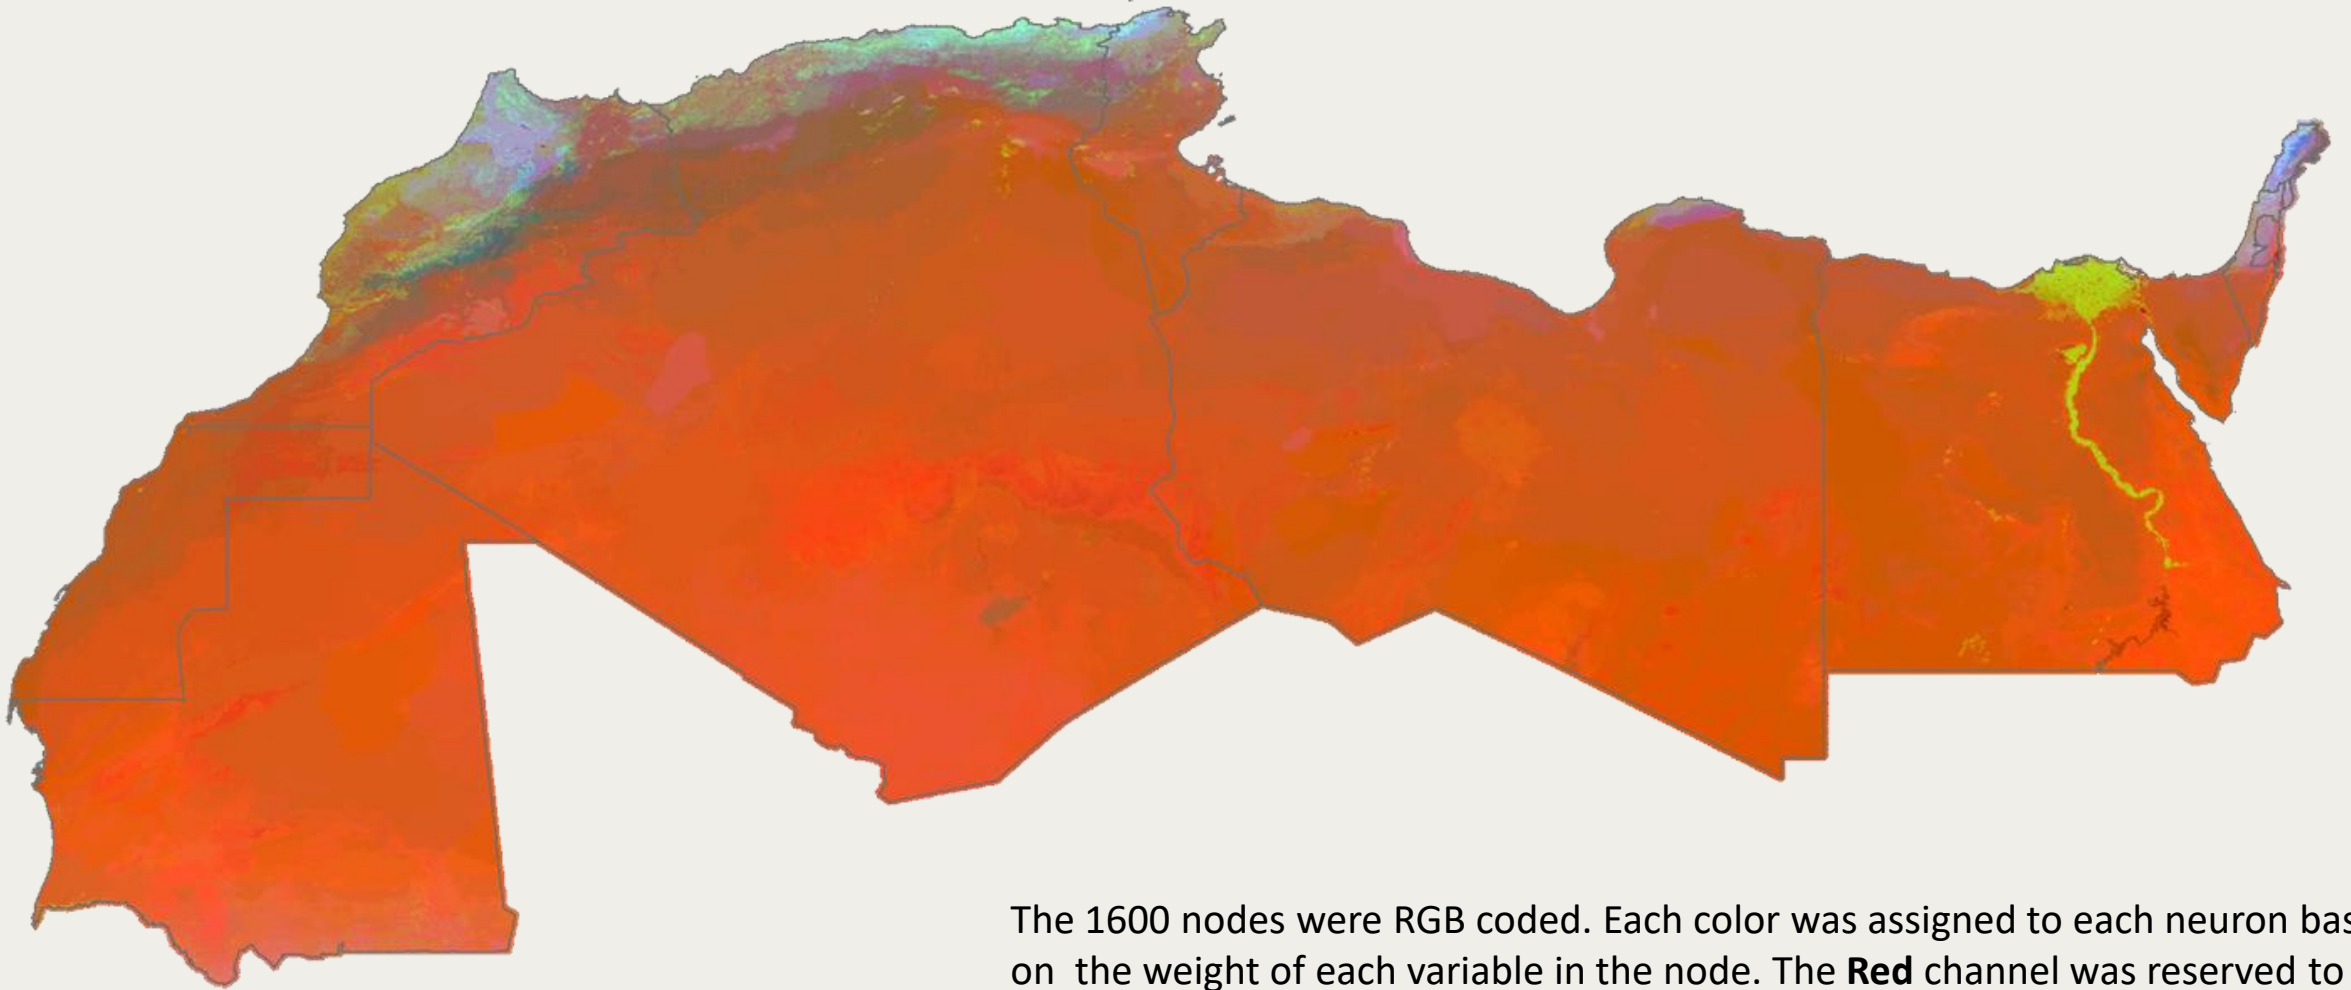 The 1600 nodes were RGB coded. Each color was assigned to each neuron bas
on the weight of each variable in the node. The Red channel was reserved to